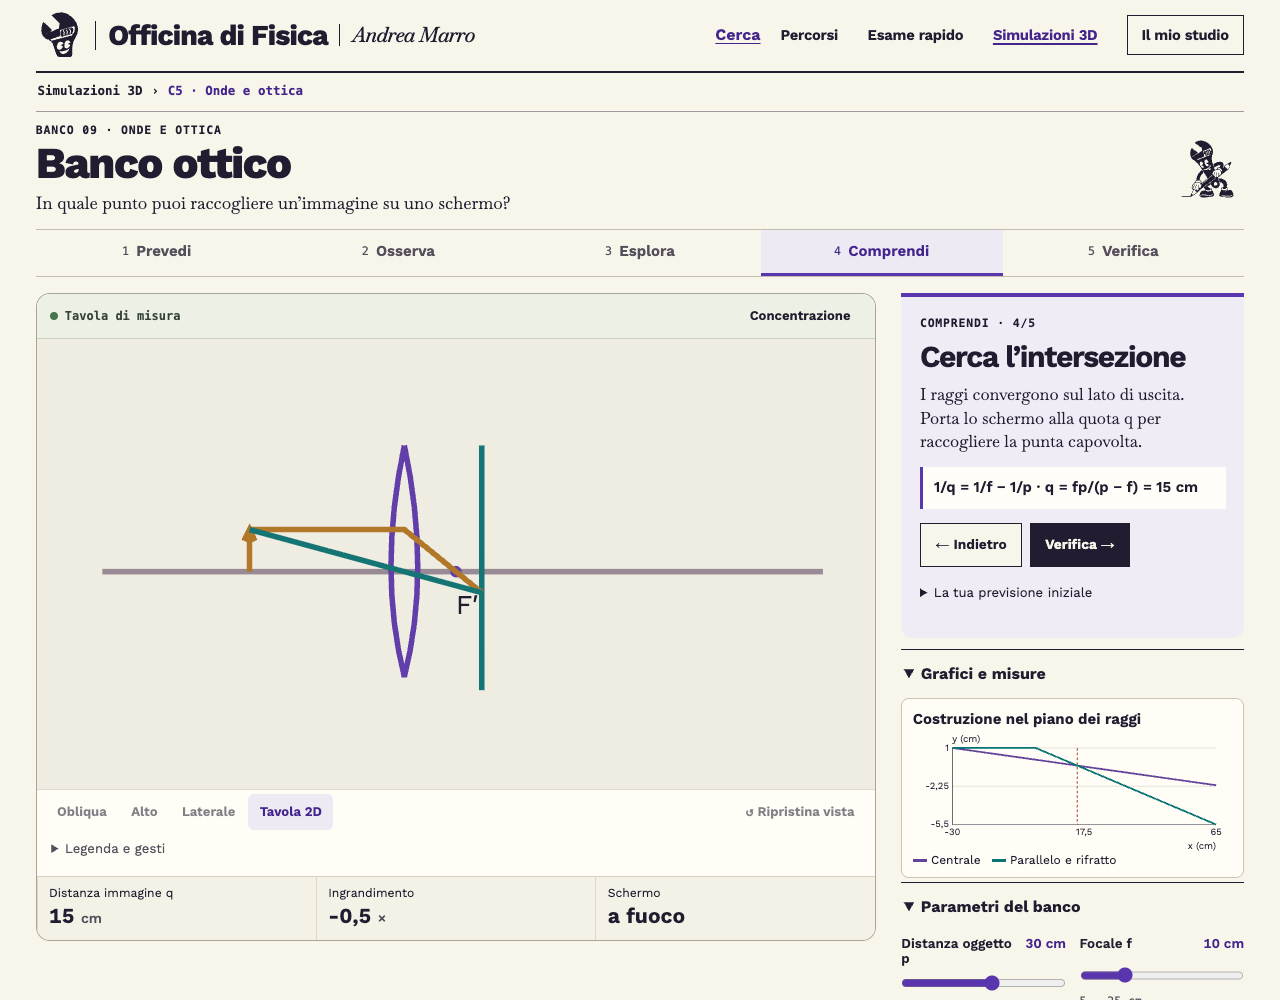 Officina di Fisica
Andrea Marro
Cerca
Percorsi
Esame rapido
Simulazioni 3D
Il mio studio
Simulazioni 3D › C5 · Onde e ottica
BANCO 09 · ONDE E OTTICA
Banco ottico
In quale punto puoi raccogliere un’immagine su uno schermo?
1 Prevedi
2 Osserva
3 Esplora
4 Comprendi
5 Verifica
Tavola di misura
Concentrazione
F′
Obliqua
Alto
Laterale
Tavola 2D
↺ Ripristina vista
▶ Legenda e gesti
Distanza immagine q
15 cm
Ingrandimento
-0,5 ×
Schermo
a fuoco
COMPRENDI · 4/5
Cerca l’intersezione
I raggi convergono sul lato di uscita.
Porta lo schermo alla quota q per
raccogliere la punta capovolta.
1/q = 1/f − 1/p · q = fp/(p − f) = 15 cm
← Indietro
Verifica →
▶ La tua previsione iniziale
▼ Grafici e misure
Costruzione nel piano dei raggi
y (cm)
1
-2,25
-5,5
-30
17,5
65
x (cm)
Centrale
Parallelo e rifratto
▼ Parametri del banco
Distanza oggetto p
30 cm
Focale f
10 cm